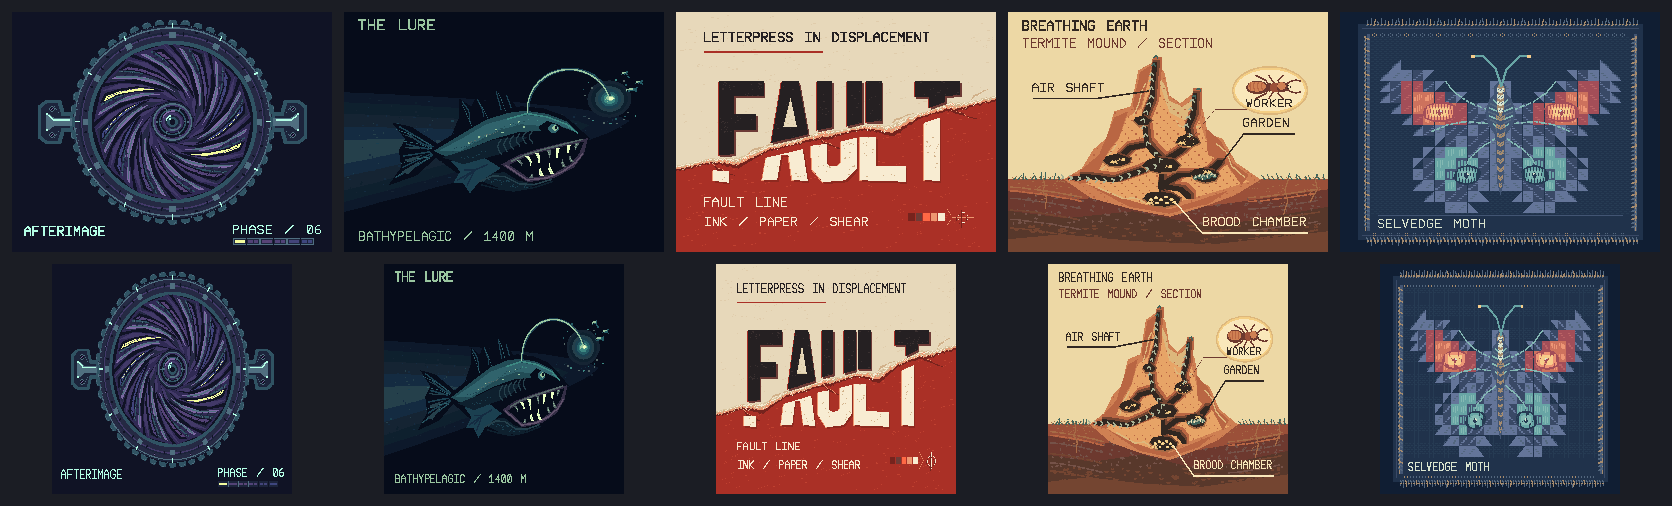 AFTERIMAGE
PHASE / 06
THE LURE
BATHYPELAGIC / 1400 M
LETTERPRESS IN DISPLACEMENT
FAULT
FAULT LINE
INK / PAPER / SHEAR
BREATHING EARTH
TERMITE MOUND / SECTION
AIR SHAFT
WORKER
GARDEN
BROOD CHAMBER
SELVEDGE MOTH
AFTERIMAGE
PHASE / 06
THE LURE
BATHYPELAGIC / 1400 M
LETTERPRESS IN DISPLACEMENT
FAULT
FAULT LINE
INK / PAPER / SHEAR
BREATHING EARTH
TERMITE MOUND / SECTION
AIR SHAFT
WORKER
GARDEN
BROOD CHAMBER
SELVEDGE MOTH